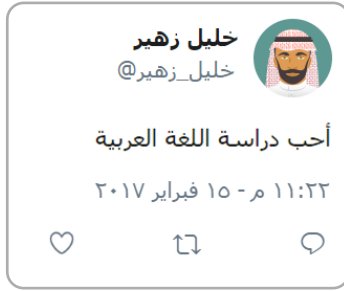 خليل زهير
خليل_زهير@
أحب دراسة اللغة العربية
١١:٢٢ م - ١٥ فبراير ٢٠١٧